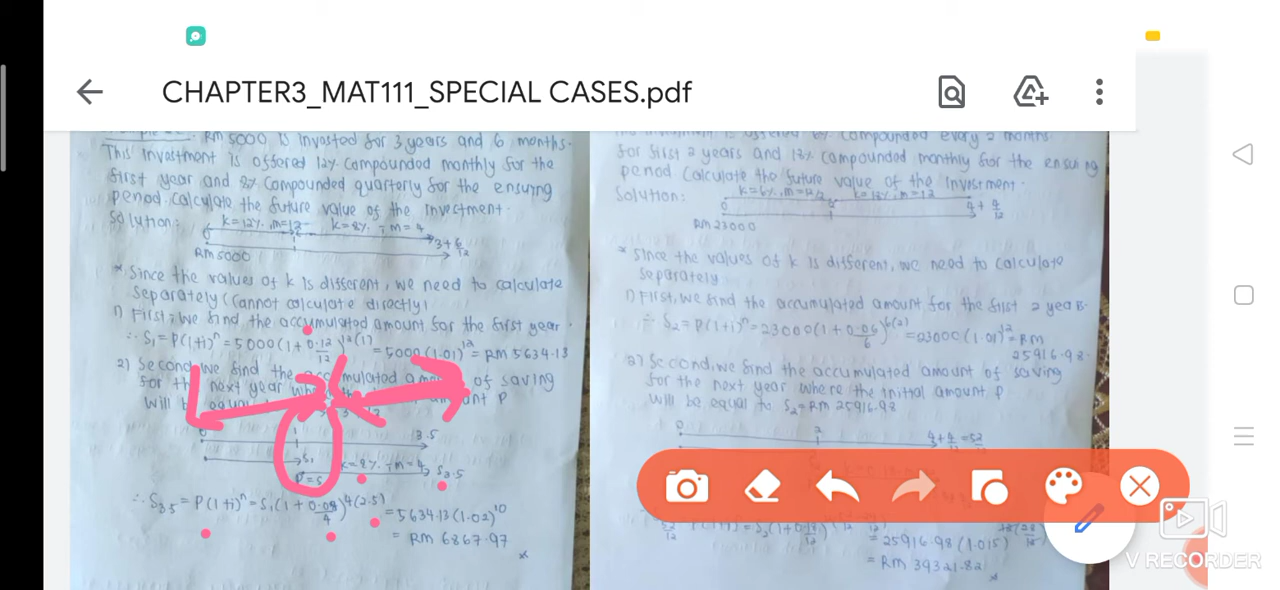 CHAPTER3_MAT111_SPECIAL CASES.pdf
RM 5000 is invested for 3 years and 6 months.
This investment is offered 12% compounded monthly for the
first year and 8% compounded quarterly for the ensuing
period. Calculate the future value of the investment.
Solution:
k=12%, m=12
k=8%, m=4
0
3+6/12
RM 5000
* Since the values of k is different, we need to calculate
separately (cannot calculate directly)
1) First, we find the accumulated amount for the first year.
∴ S1 = P(1+i)^n = 5000(1+0.12/12)^12(1) = 5000(1.01)^12 = RM 5634.13
2) Second, we find the accumulated amount of saving
for the next year P
will be equal
0
3.5
S1
P=S
k=8%, m=4
S3.5
∴ S3.5 = P(1+i)^n = S1(1+0.08/4)^4(2.5) = 5634.13(1.02)^10
= RM 6867.97
compounded every 2 months
for first 2 years and 18% compounded monthly for the ensuing
period. Calculate the future value of the investment.
Solution:
k=6%, m=12/2
k=18%, m=12
0
4+4/12
RM 23000
* Since the values of k is different, we need to calculate
separately
1) First, we find the accumulated amount for the first 2 years.
∴ S2 = P(1+i)^n = 23000(1+0.06/6)^6(2) = 23000(1.01)^12 = RM
25916.98
2) Second, we find the accumulated amount of saving
for the next year where the initial amount P
will be equal to S2 = RM 25916.98
0
2
4+4/12=52/12
= 25916.98(1.015)
= RM 39321.82
V RECORDER